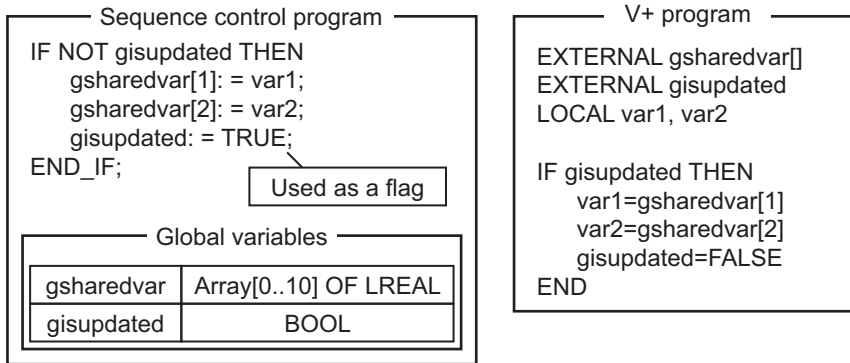 Sequence control program
IF NOT gisupdated THEN
gsharedvar[1]: = var1;
gsharedvar[2]: = var2;
gisupdated: = TRUE;
END_IF;
Used as a flag
Global variables
gsharedvar Array[0..10] OF LREAL
gisupdated BOOL
V+ program
EXTERNAL gsharedvar[]
EXTERNAL gisupdated
LOCAL var1, var2
IF gisupdated THEN
var1=gsharedvar[1]
var2=gsharedvar[2]
gisupdated=FALSE
END